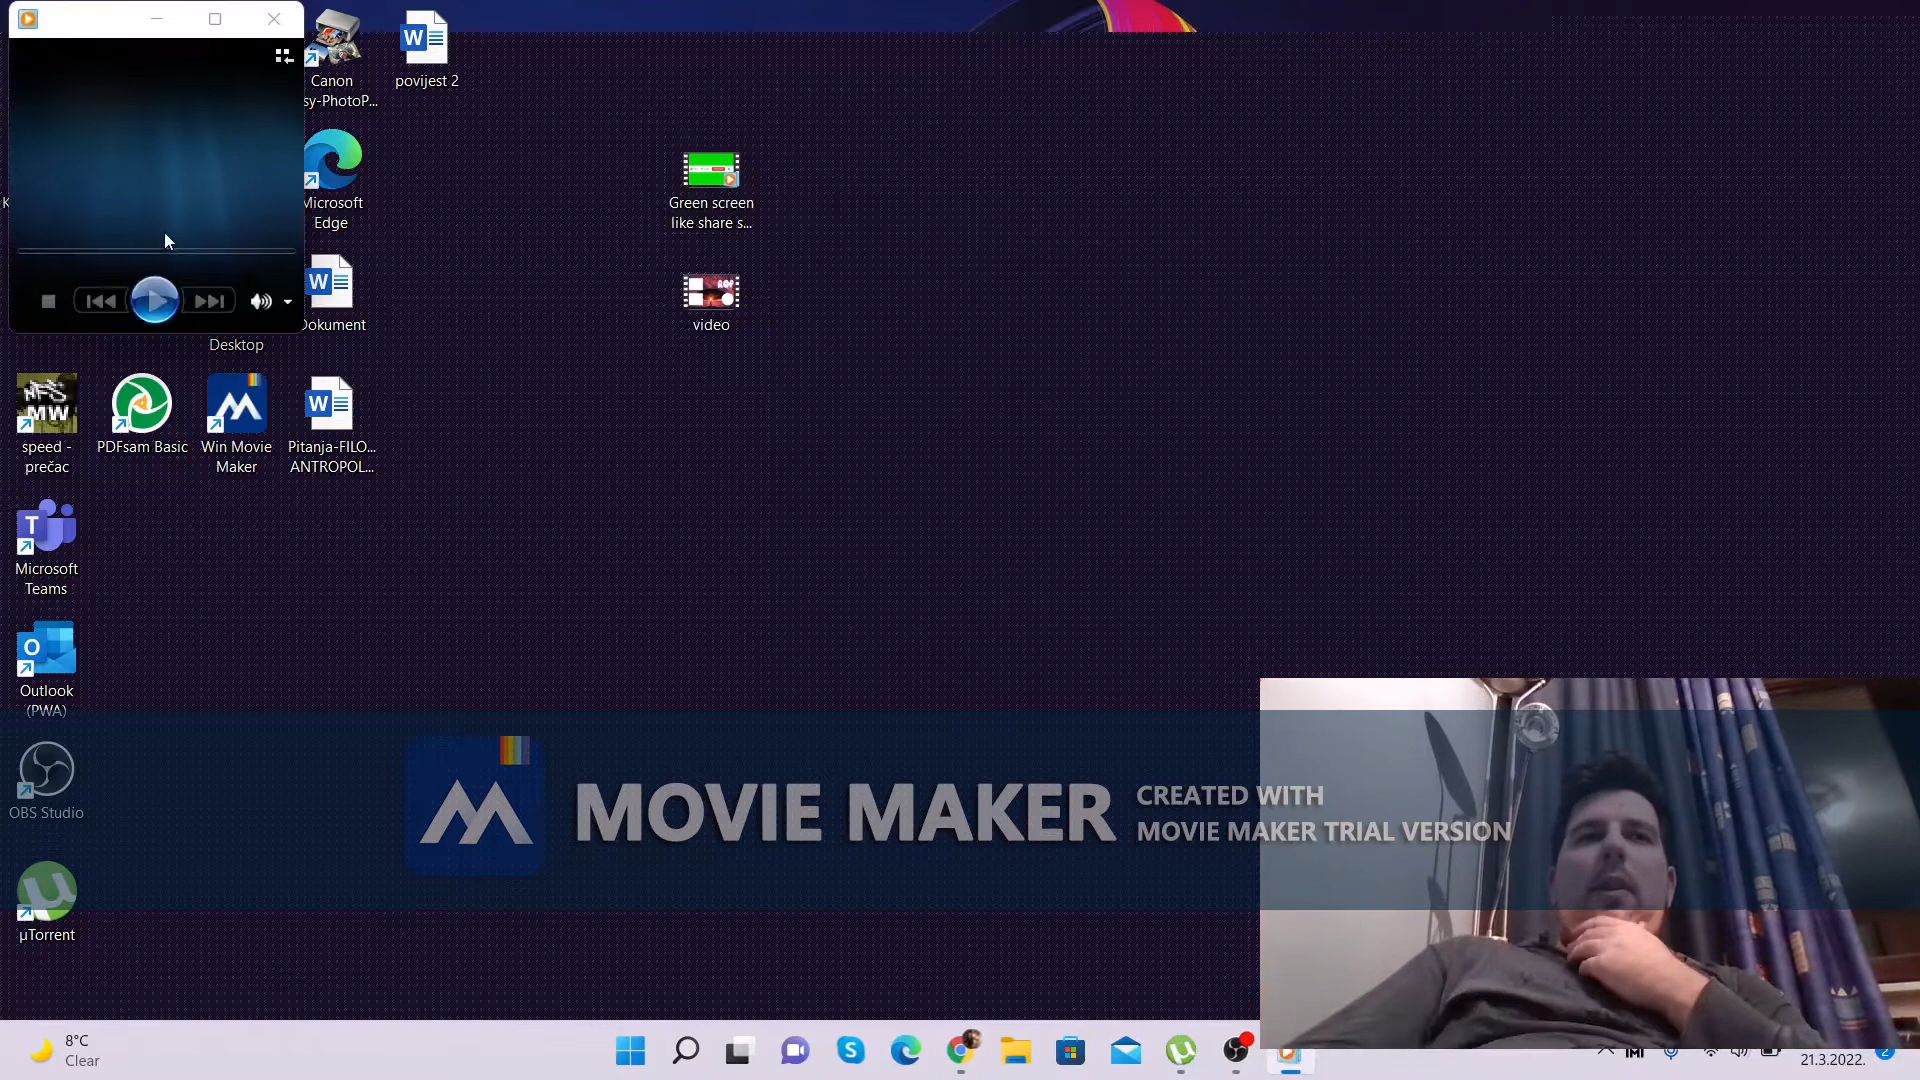 Canon
sy-PhotoP...
povijest 2
Microsoft
Edge
Green screen
like share s...
Dokument
video
Desktop
speed -
prečac
PDFsam Basic
Win Movie
Maker
Pitanja-FILO...
ANTROPOL...
Microsoft
Teams
Outlook
(PWA)
OBS Studio
µTorrent
MOVIE MAKER
CREATED WITH
MOVIE MAKER TRIAL VERSION
8°C
Clear
21.3.2022.
2